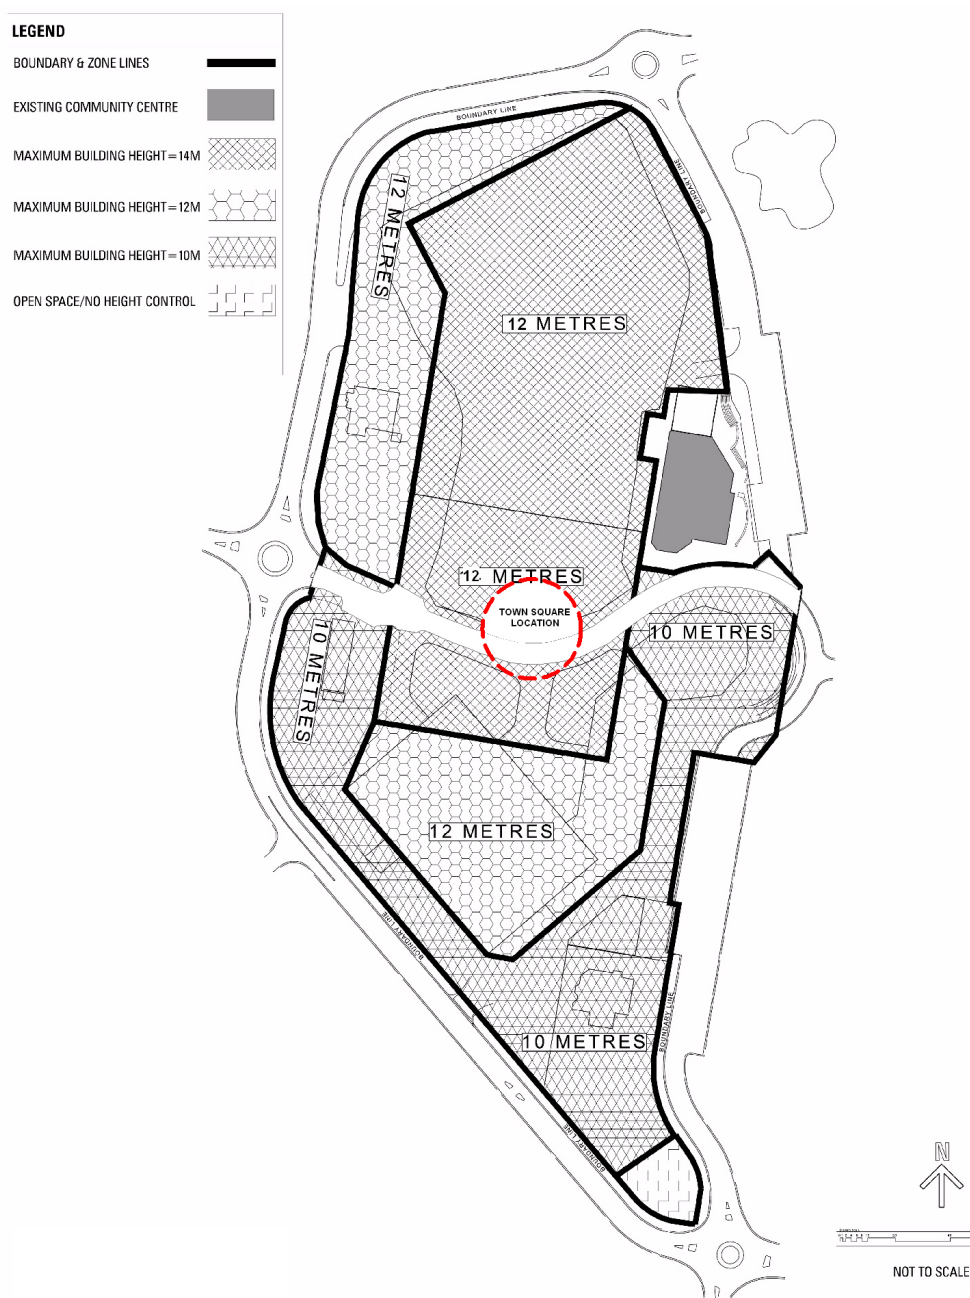 LEGEND
BOUNDARY & ZONE LINES
EXISTING COMMUNITY CENTRE
MAXIMUM BUILDING HEIGHT=14M
MAXIMUM BUILDING HEIGHT=12M
MAXIMUM BUILDING HEIGHT=10M
OPEN SPACE/NO HEIGHT CONTROL
BOUNDARY LINE
BOUNDARY LINE
12 METRES
12 METRES
12 METRES
TOWN SQUARE
LOCATION
10 METRES
10 METRES
12 METRES
BOUNDARY LINE
BOUNDARY LINE
10 METRES
BOUNDARY LINE
N
NOT TO SCALE